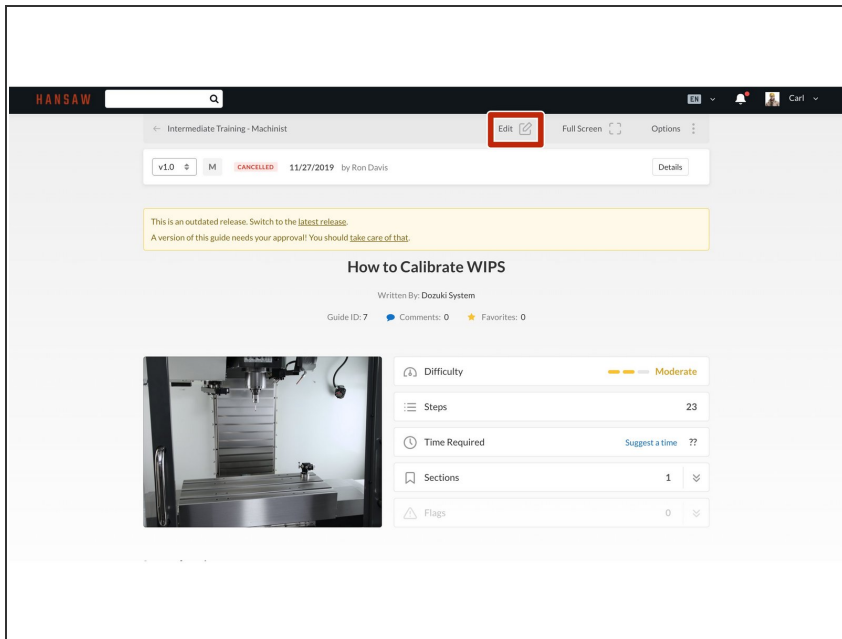 HANSAW EN Carl
Intermediate Training - Machinist Edit Full Screen Options
v1.0 M CANCELLED 11/27/2019 by Ron Davis Details
This is an outdated release. Switch to the latest release.
A version of this guide needs your approval! You should take care of that.
How to Calibrate WIPS
Written By: Dozuki System
Guide ID: 7 Comments: 0 Favorites: 0
Difficulty Moderate
Steps 23
Time Required Suggest a time ??
Sections 1
Flags 0